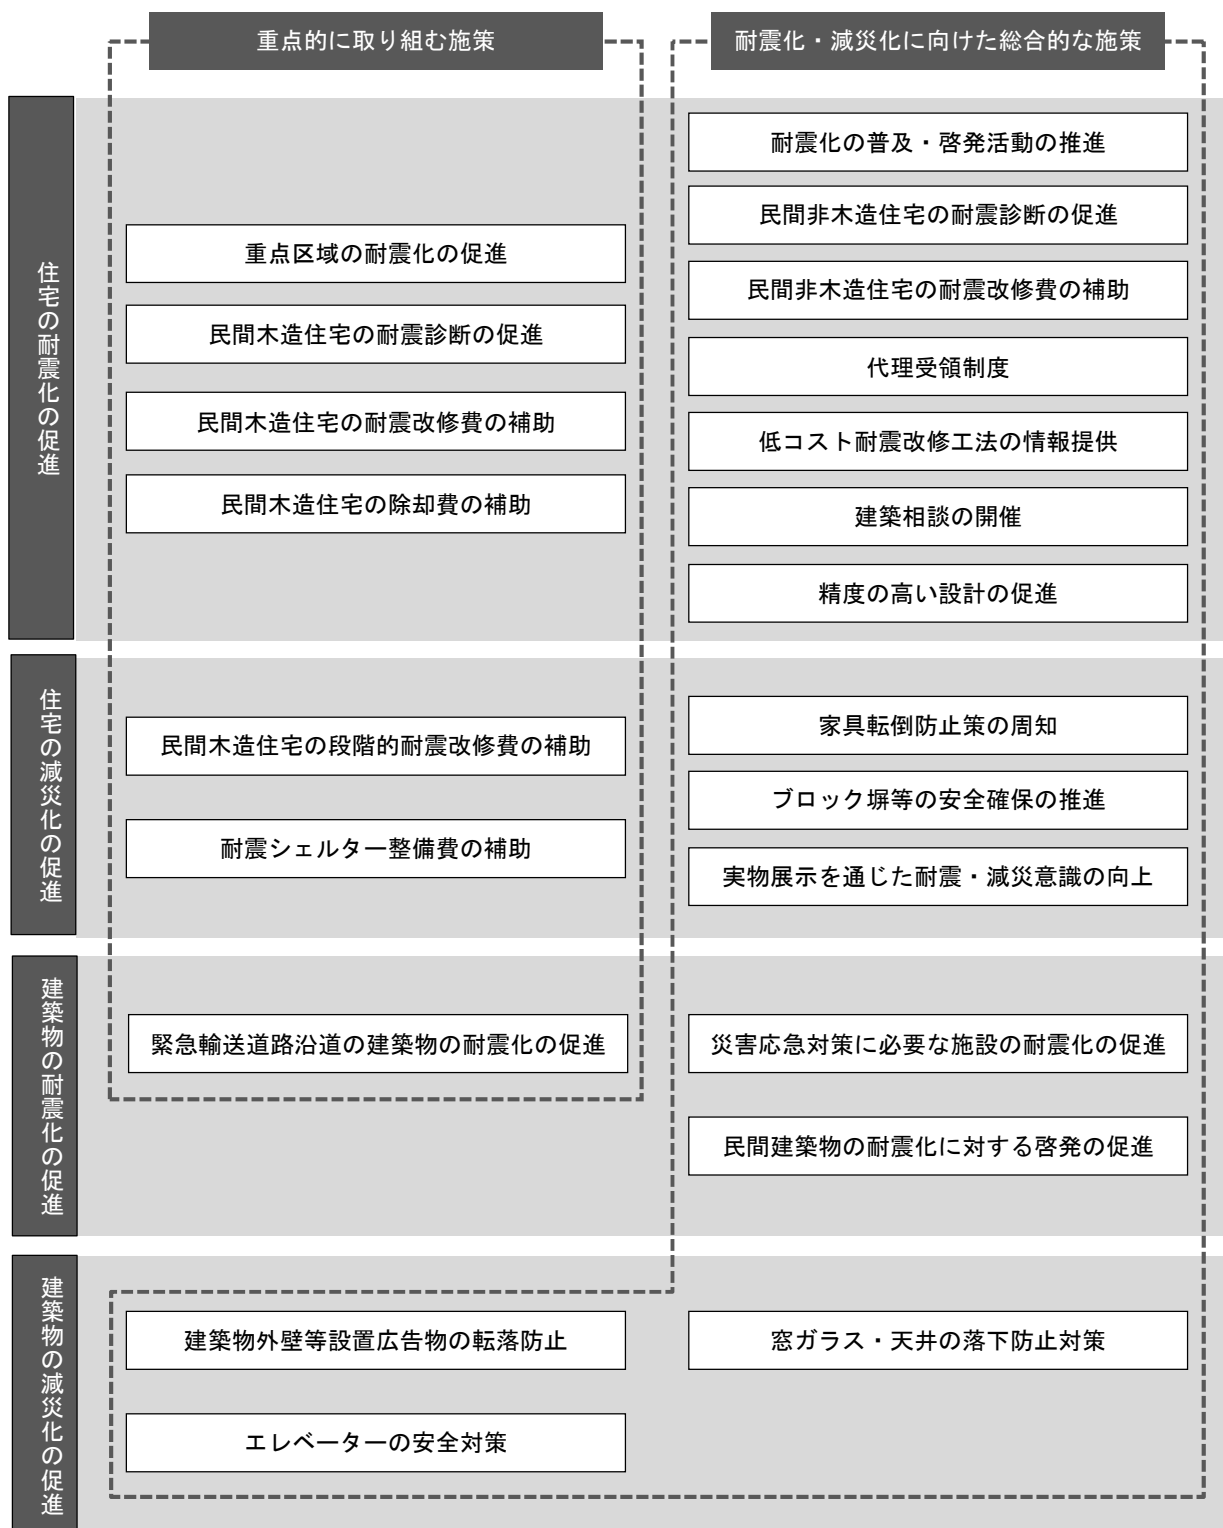 重点的に取り組む施策
耐震化・減災化に向けた総合的な施策
住宅の耐震化の促進
重点区域の耐震化の促進
民間木造住宅の耐震診断の促進
民間木造住宅の耐震改修費の補助
民間木造住宅の除却費の補助
耐震化の普及・啓発活動の推進
民間非木造住宅の耐震診断の促進
民間非木造住宅の耐震改修費の補助
代理受領制度
低コスト耐震改修工法の情報提供
建築相談の開催
精度の高い設計の促進
住宅の減災化の促進
民間木造住宅の段階的耐震改修費の補助
耐震シェルター整備費の補助
家具転倒防止策の周知
ブロック塀等の安全確保の推進
実物展示を通じた耐震・減災意識の向上
建築物の耐震化の促進
緊急輸送道路沿道の建築物の耐震化の促進
災害応急対策に必要な施設の耐震化の促進
民間建築物の耐震化に対する啓発の促進
建築物の減災化の促進
建築物外壁等設置広告物の転落防止
エレベーターの安全対策
窓ガラス・天井の落下防止対策